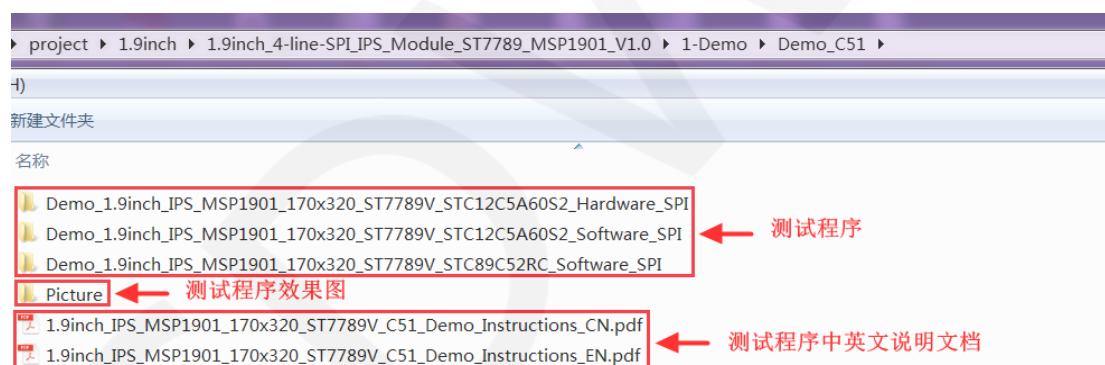 project ▸ 1.9inch ▸ 1.9inch_4-line-SPI_IPS_Module_ST7789_MSP1901_V1.0 ▸ 1-Demo ▸ Demo_C51 ▸
H)
新建文件夹
名称
Demo_1.9inch_IPS_MSP1901_170x320_ST7789V_STC12C5A60S2_Hardware_SPI
Demo_1.9inch_IPS_MSP1901_170x320_ST7789V_STC12C5A60S2_Software_SPI
测试程序
Demo_1.9inch_IPS_MSP1901_170x320_ST7789V_STC89C52RC_Software_SPI
Picture 测试程序效果图
1.9inch_IPS_MSP1901_170x320_ST7789V_C51_Demo_Instructions_CN.pdf
测试程序中英文说明文档
1.9inch_IPS_MSP1901_170x320_ST7789V_C51_Demo_Instructions_EN.pdf